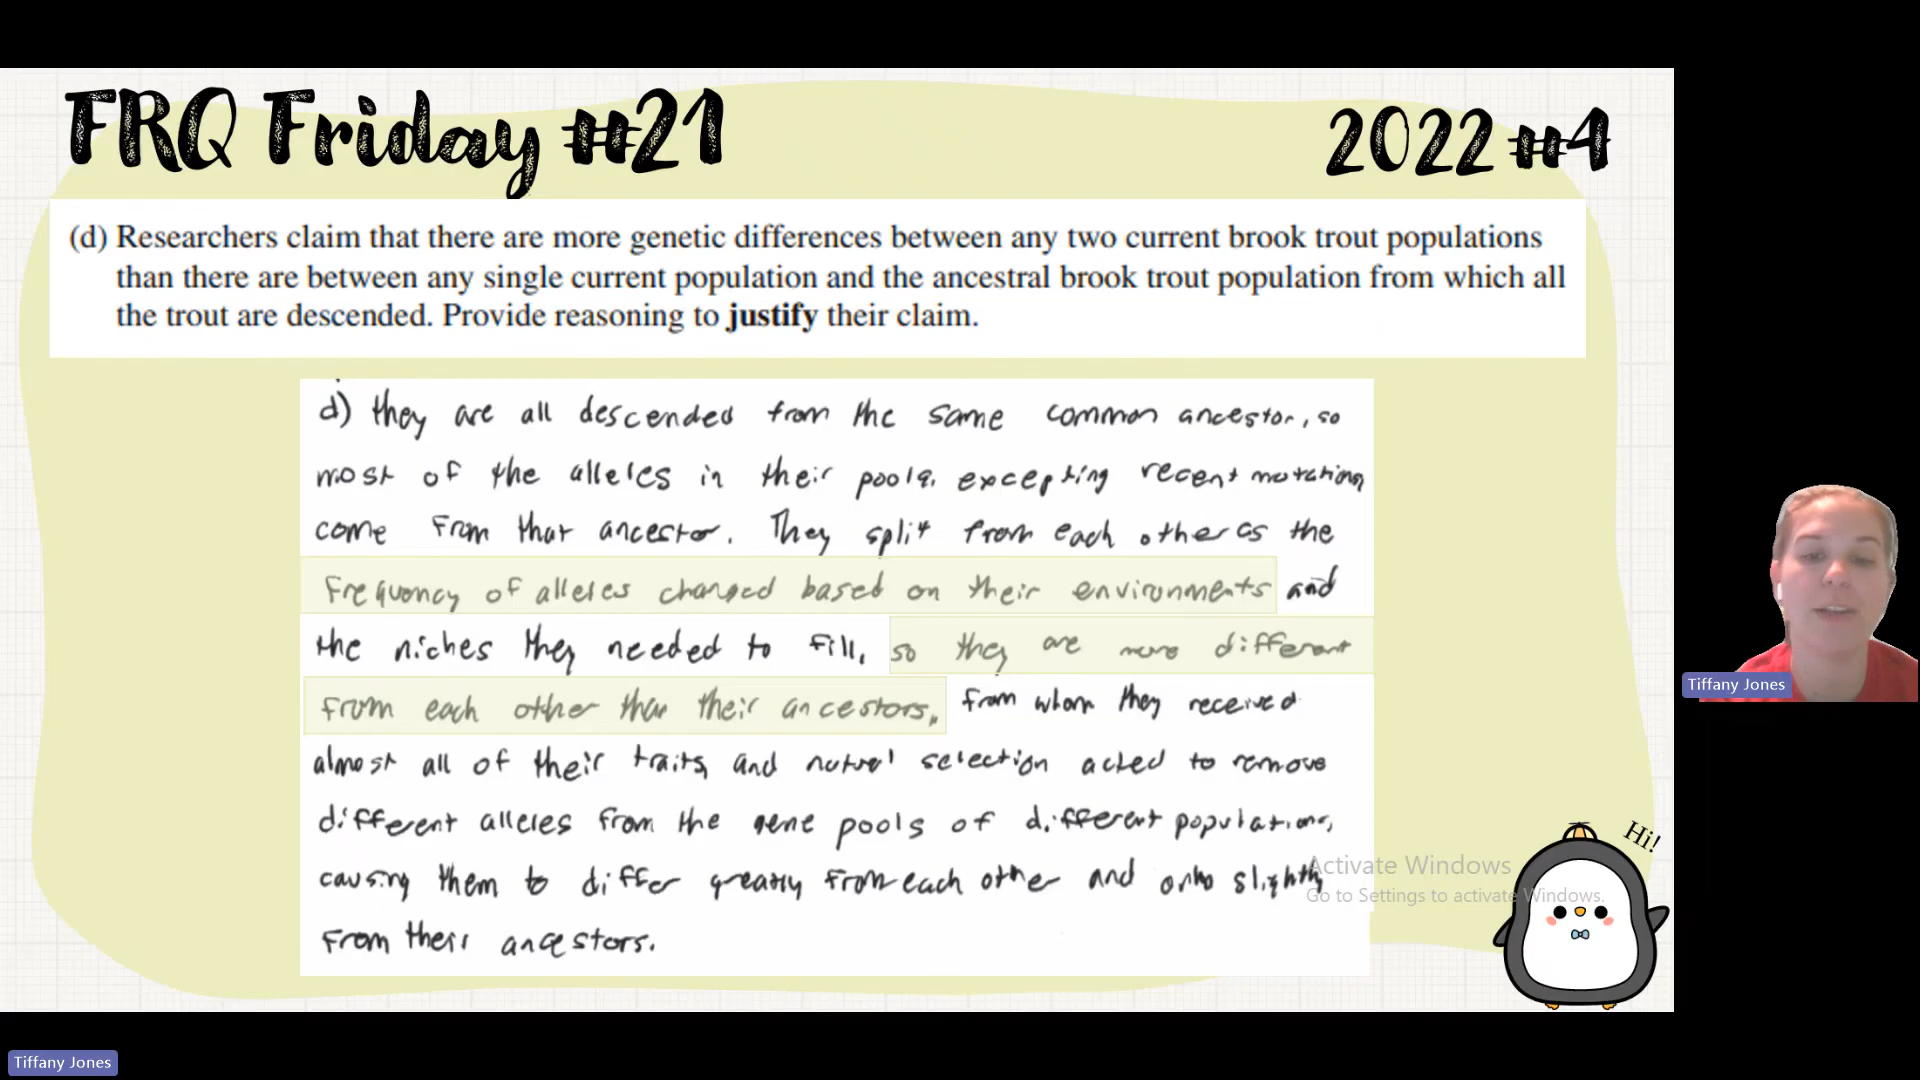 FRQ Friday #21
2022 #4
(d) Researchers claim that there are more genetic differences between any two current brook trout populations
than there are between any single current population and the ancestral brook trout population from which all
the trout are descended. Provide reasoning to justify their claim.
d) they are all descended from the same common ancestor, so
most of the alleles in their pools, excepting recent
come from that ancestor. They split from each other as the
frequency of alleles changed based on their environments and
the niches they needed to fill, so they are more different
from each other than their ancestors, from whom they received
almost all of their traits, and natural selection acted to remove
different alleles from the gene pools of different populations,
causing them to differ greatly from each other and only slightly
from their ancestors.
Hi!
Activate Windows
Go to Settings to activate Windows.
Tiffany Jones
Tiffany Jones